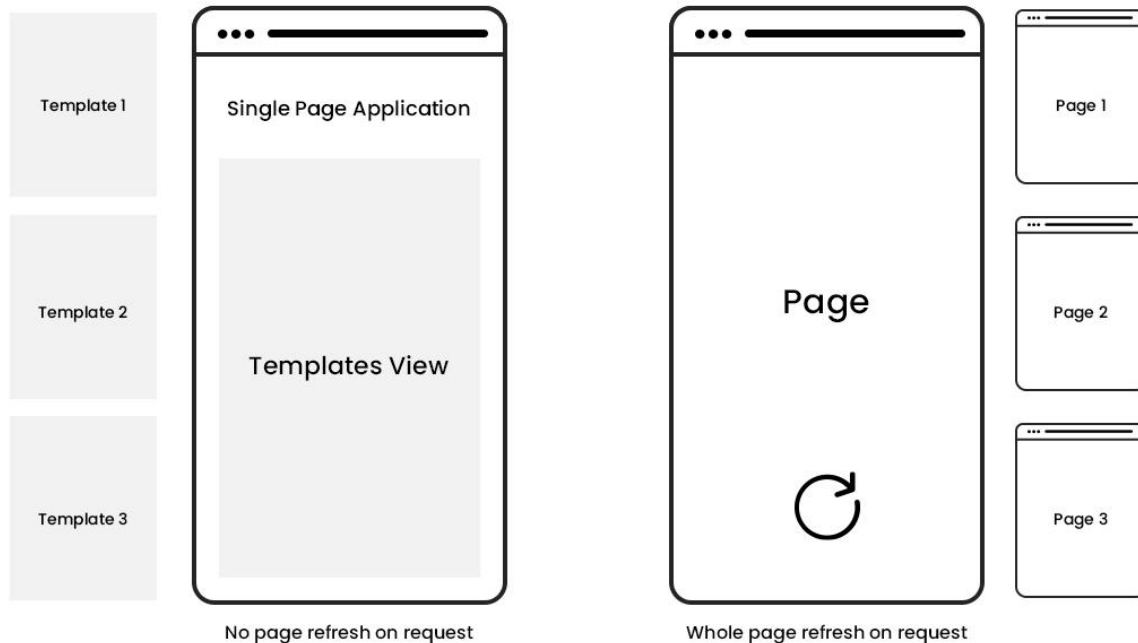 Template 1
Template 2
Template 3
Single Page Application
Templates View
No page refresh on request
Page
Whole page refresh on request
Page 1
Page 2
Page 3